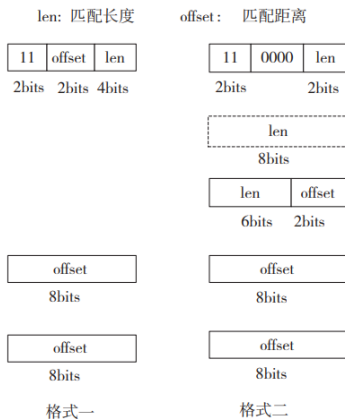 len: 匹配长度 offset: 匹配距离
11 offset len 11 0000 len
2bits 2bits 4bits 2bits 2bits
len
8bits
len offset
6bits 2bits
offset offset
8bits 8bits
offset offset
8bits 8bits
格式一 格式二